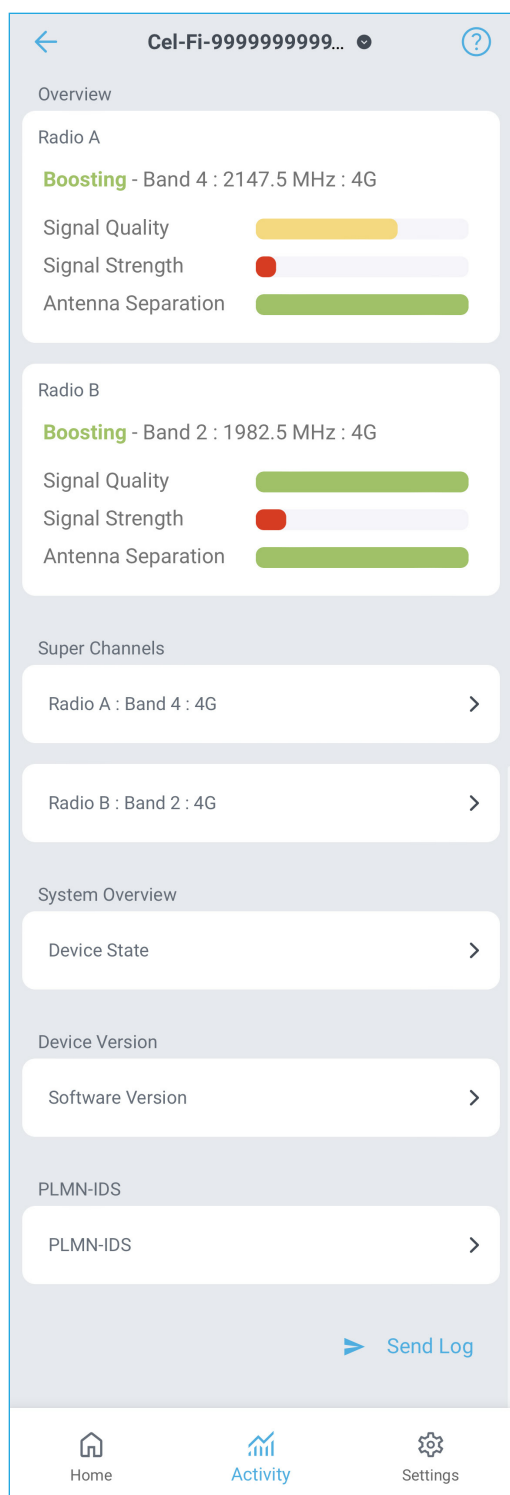 Cel-Fi-9999999999...
?
Overview
Radio A
Boosting - Band 4 : 2147.5 MHz : 4G
Signal Quality
Signal Strength
Antenna Separation
Radio B
Boosting - Band 2 : 1982.5 MHz : 4G
Signal Quality
Signal Strength
Antenna Separation
Super Channels
Radio A : Band 4 : 4G
Radio B : Band 2 : 4G
System Overview
Device State
Device Version
Software Version
PLMN-IDS
PLMN-IDS
Send Log
Home Activity Settings